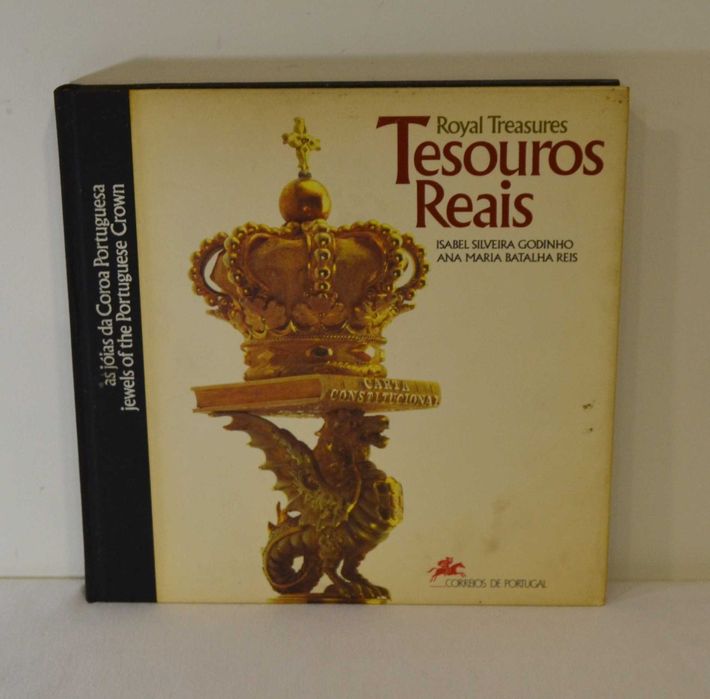 as jóias da Coroa Portuguesa
jewels of the Portuguese Crown
Royal Treasures
Tesouros
Reais
ISABEL SILVEIRA GODINHO
ANA MARIA BATALHA REIS
CARTA
CONSTITUCIONAL
CORREIOS DE PORTUGAL